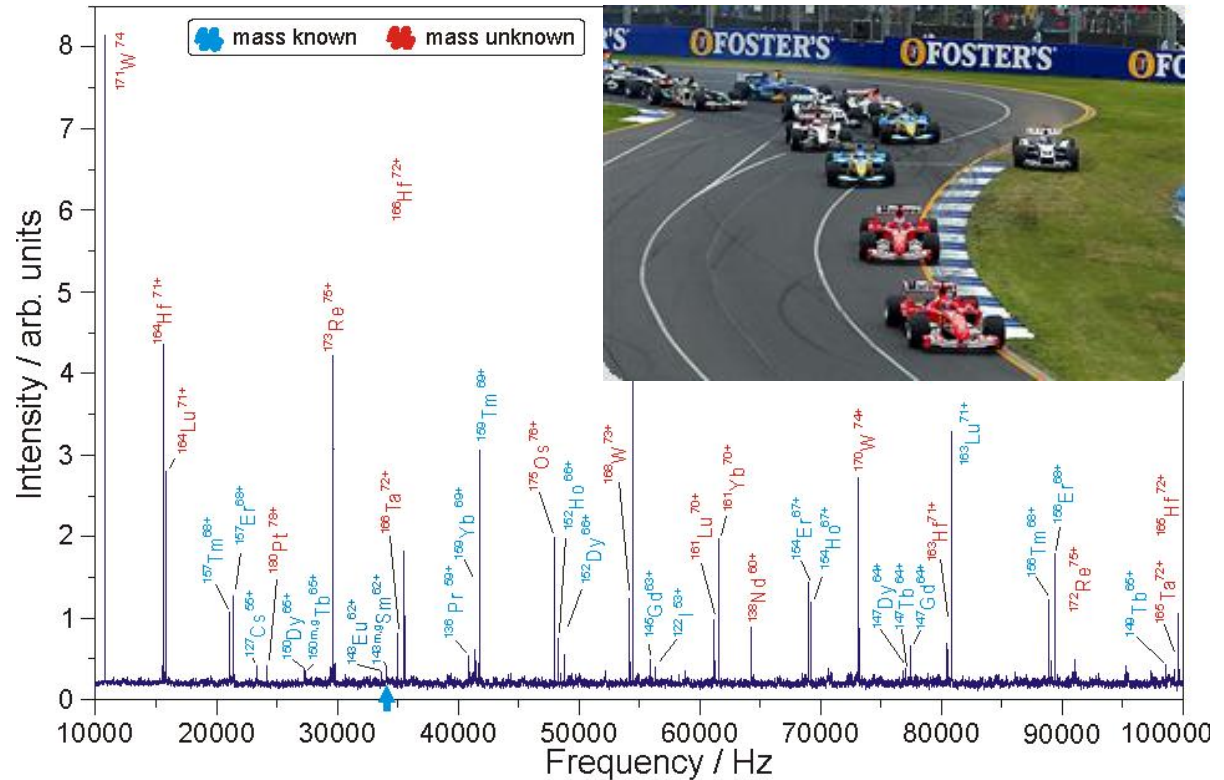 mass known
mass unknown
FOSTER'S
FOSTER'S
FO
Intensity / arb. units
8
7
6
5
4
3
2
1
0
¹⁷¹W⁷⁴
¹⁶⁴Hf⁷¹⁺
¹⁶⁴Lu⁷¹⁺
¹⁵⁷Tm⁶⁸⁺
¹⁵⁷Er⁶⁸⁺
¹²⁷Cs⁵⁵⁺
¹⁸⁰Pt⁷⁸⁺
¹⁵⁰Dy⁶⁵⁺
¹⁵⁰ᵐ,ᵍTb⁶⁵⁺
¹⁷³Re⁷⁵⁺
¹⁴³Eu⁶²⁺
¹⁴³ᵐ,ᵍSm⁶²⁺
¹⁶⁶Ta⁷²⁺
¹⁶⁶Hf⁷²⁺
¹³⁶Pr⁵⁹⁺
¹⁵⁹Yb⁶⁹⁺
¹⁵⁹Tm⁶⁹⁺
¹⁷⁵Os⁷⁶⁺
¹⁵²Ho⁶⁶⁺
¹⁵²Dy⁶⁶⁺
¹⁶⁸W⁷³⁺
¹⁴⁵Gd⁶³⁺
¹²²I⁵³⁺
¹⁶¹Lu⁷⁰⁺
¹⁶¹Yb⁷⁰⁺
¹³⁸Nd⁶⁰⁺
¹⁵⁴Er⁶⁷⁺
¹⁵⁴Ho⁶⁷⁺
¹⁷⁰W⁷⁴⁺
¹⁴⁷Dy⁶⁴⁺
¹⁴⁷Tb⁶⁴⁺
¹⁴⁷Gd⁶⁴⁺
¹⁶³Hf⁷¹⁺
¹⁶³Lu⁷¹⁺
¹⁵⁶Tm⁶⁸⁺
¹⁵⁶Er⁶⁸⁺
¹⁷²Re⁷⁵⁺
¹⁴⁹Tb⁶⁵⁺
¹⁶⁵Ta⁷²⁺
¹⁶⁵Hf⁷²⁺
10000 20000 30000 40000 50000 60000 70000 80000 90000 100000
Frequency / Hz